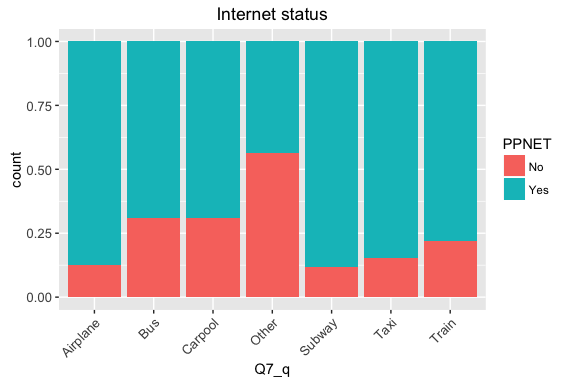 Internet status
1.00
0.75
0.50
0.25
0.00
count
Airplane
Bus
Carpool
Other
Subway
Taxi
Train
Q7_q
PPNET
No
Yes